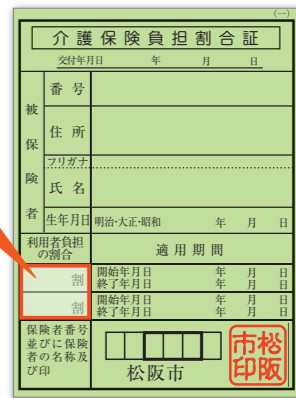 (一)
介護保険負担割合証
交付年月日　年　月　日
被保険者
番号
住所
フリガナ
氏名
生年月日 明治・大正・昭和　年　月　日
利用者負担の割合　適用期間
割 開始年月日　年　月　日
終了年月日　年　月　日
割 開始年月日　年　月　日
終了年月日　年　月　日
保険者番号
並びに保険
者の名称及
び印
松阪市
松阪市印